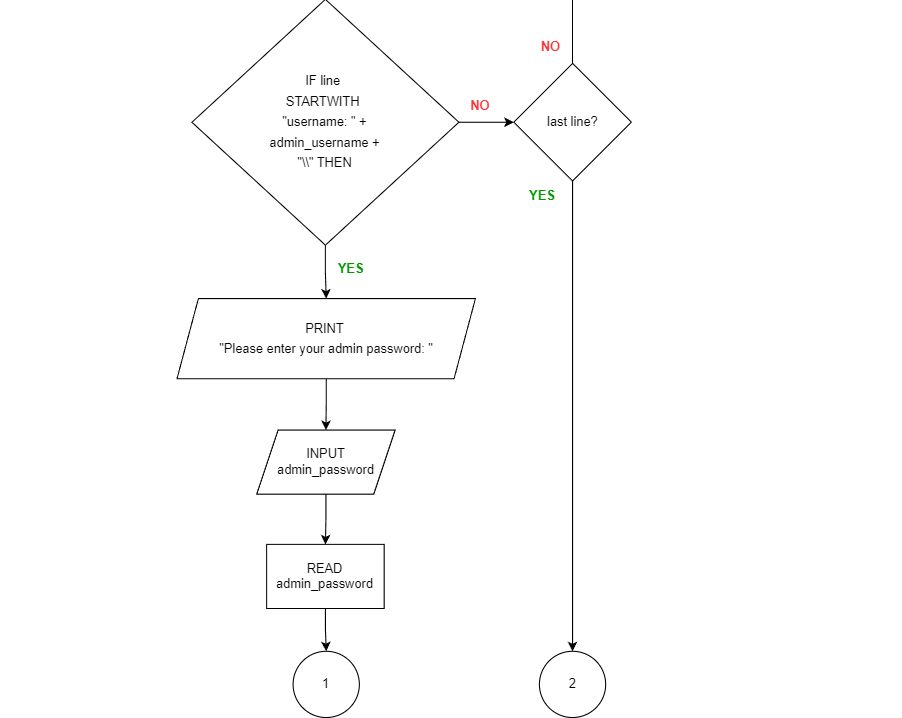 NO
IF line
STARTWITH
"username: " +
admin_username +
"\\" THEN
NO
last line?
YES
YES
PRINT
"Please enter your admin password: "
INPUT
admin_password
READ
admin_password
1
2